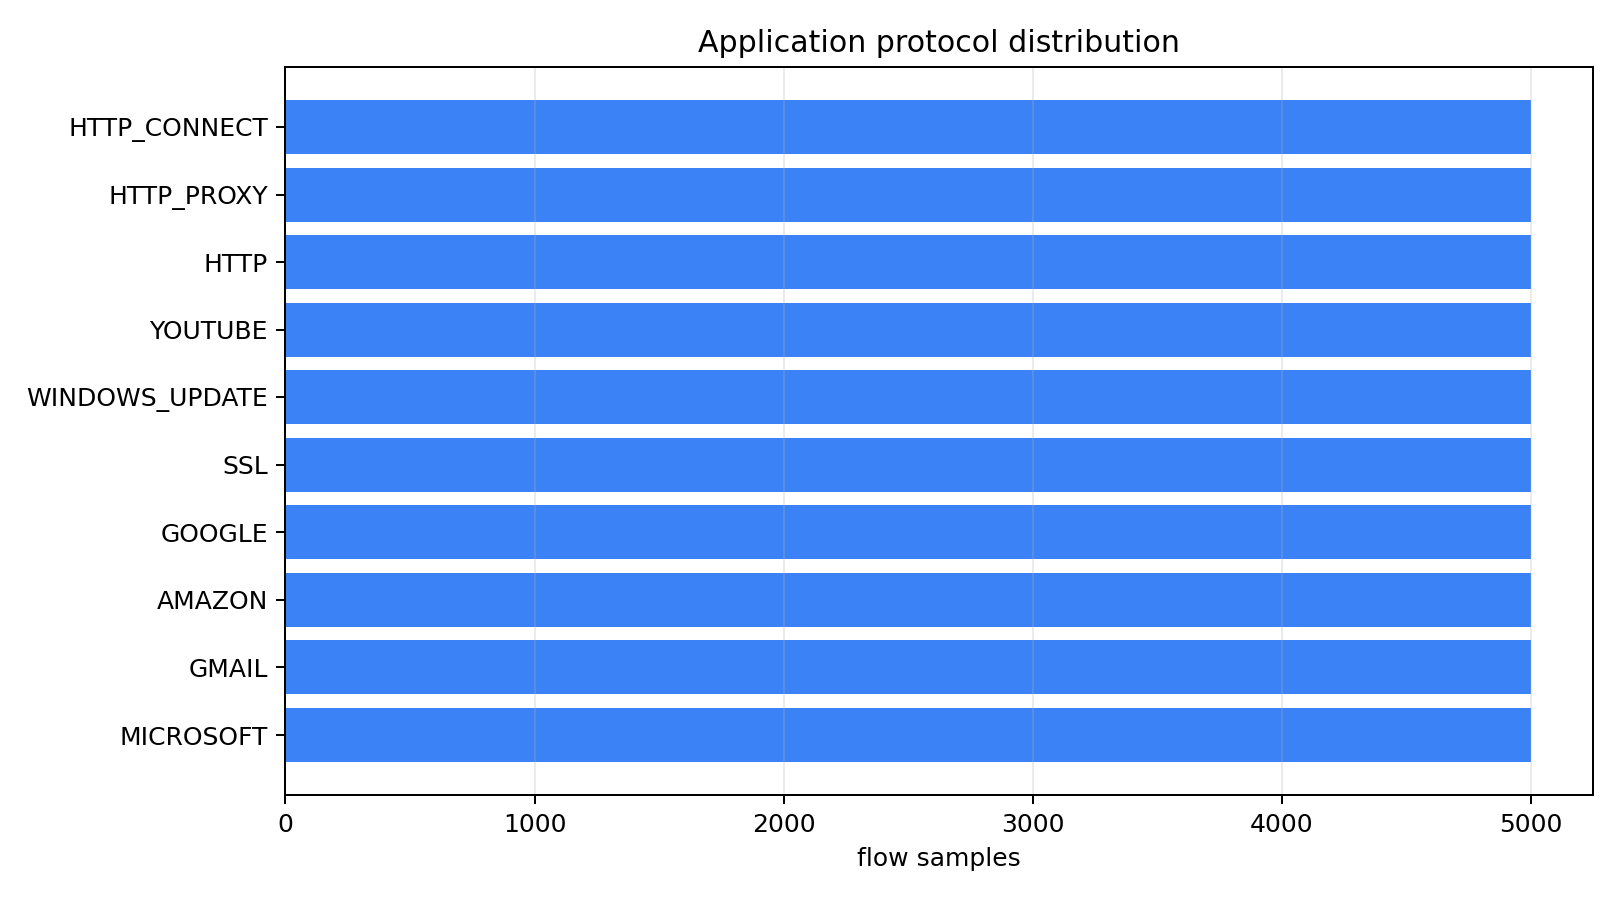 Application protocol distribution
HTTP_CONNECT
HTTP_PROXY
HTTP
YOUTUBE
WINDOWS_UPDATE
SSL
GOOGLE
AMAZON
GMAIL
MICROSOFT
0 1000 2000 3000 4000 5000
flow samples